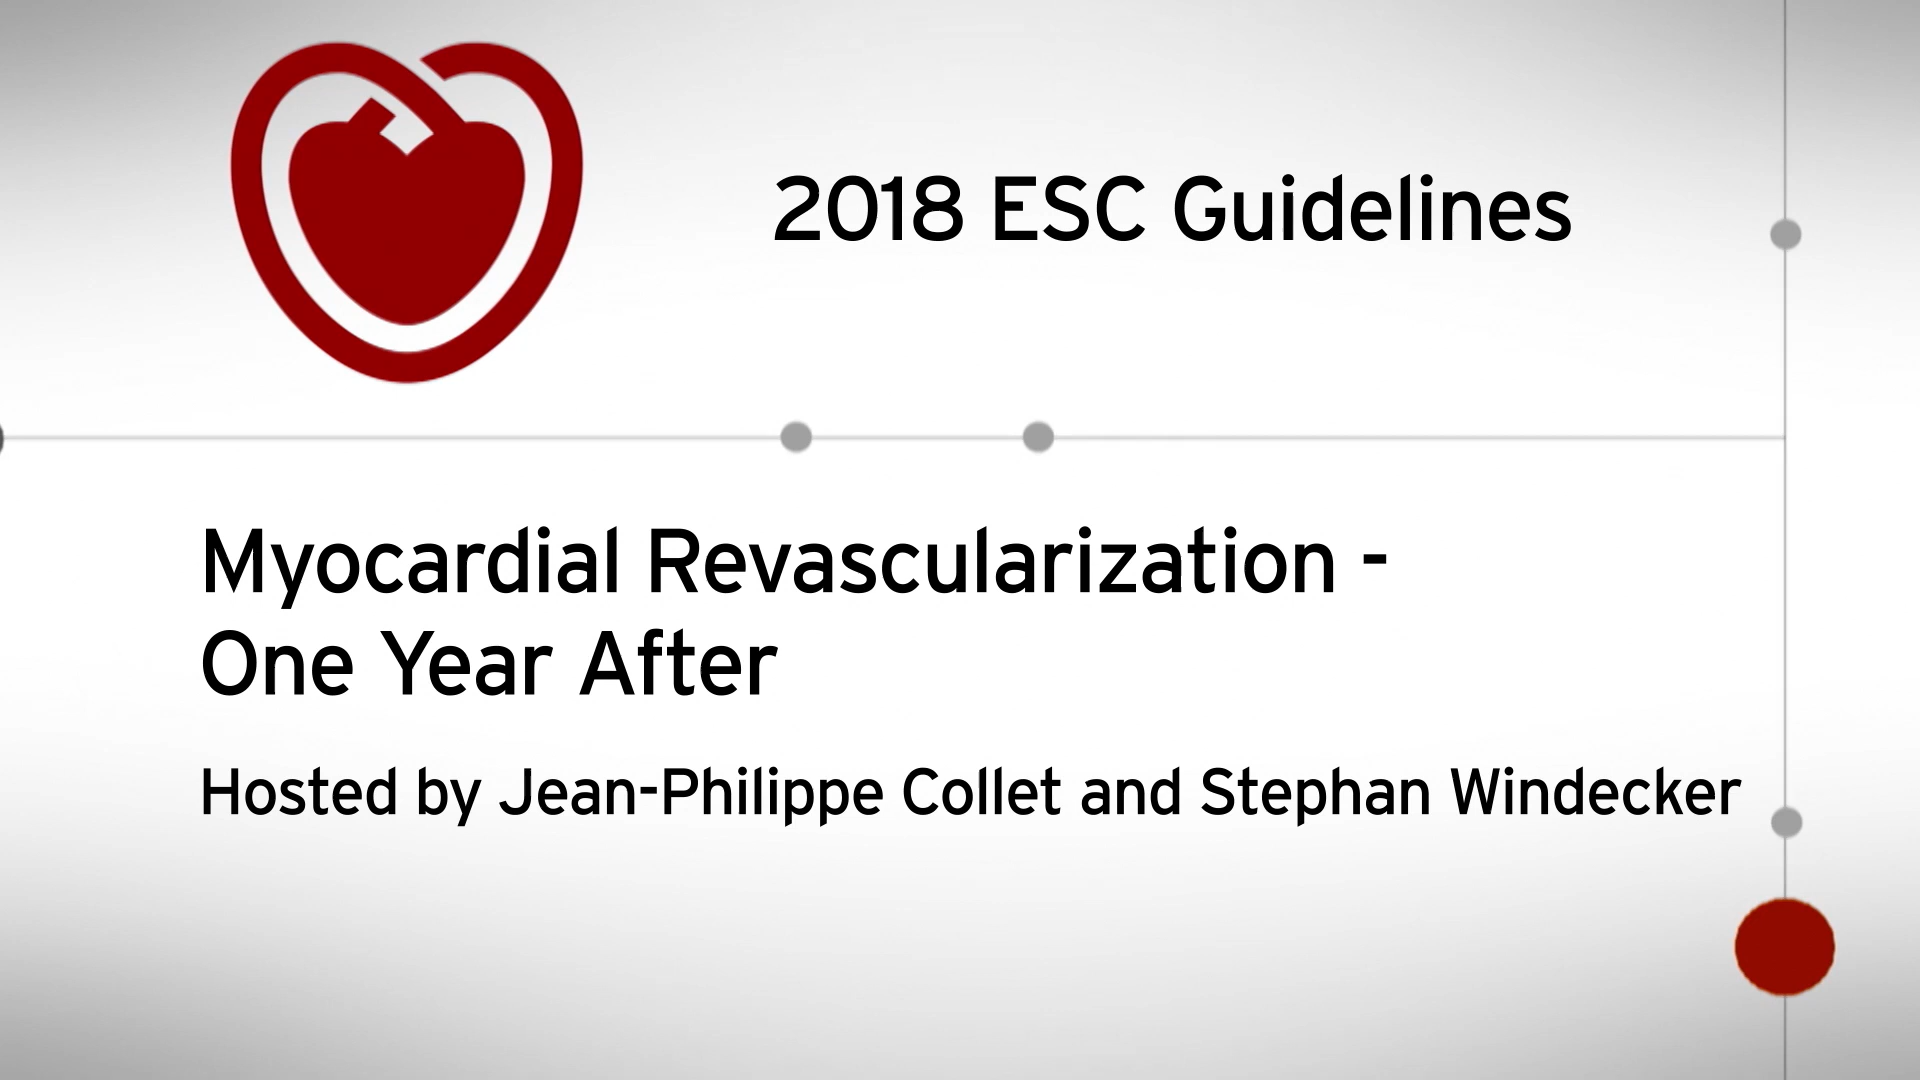 2018 ESC Guidelines
Myocardial Revascularization -
One Year After
Hosted by Jean-Philippe Collet and Stephan Windecker